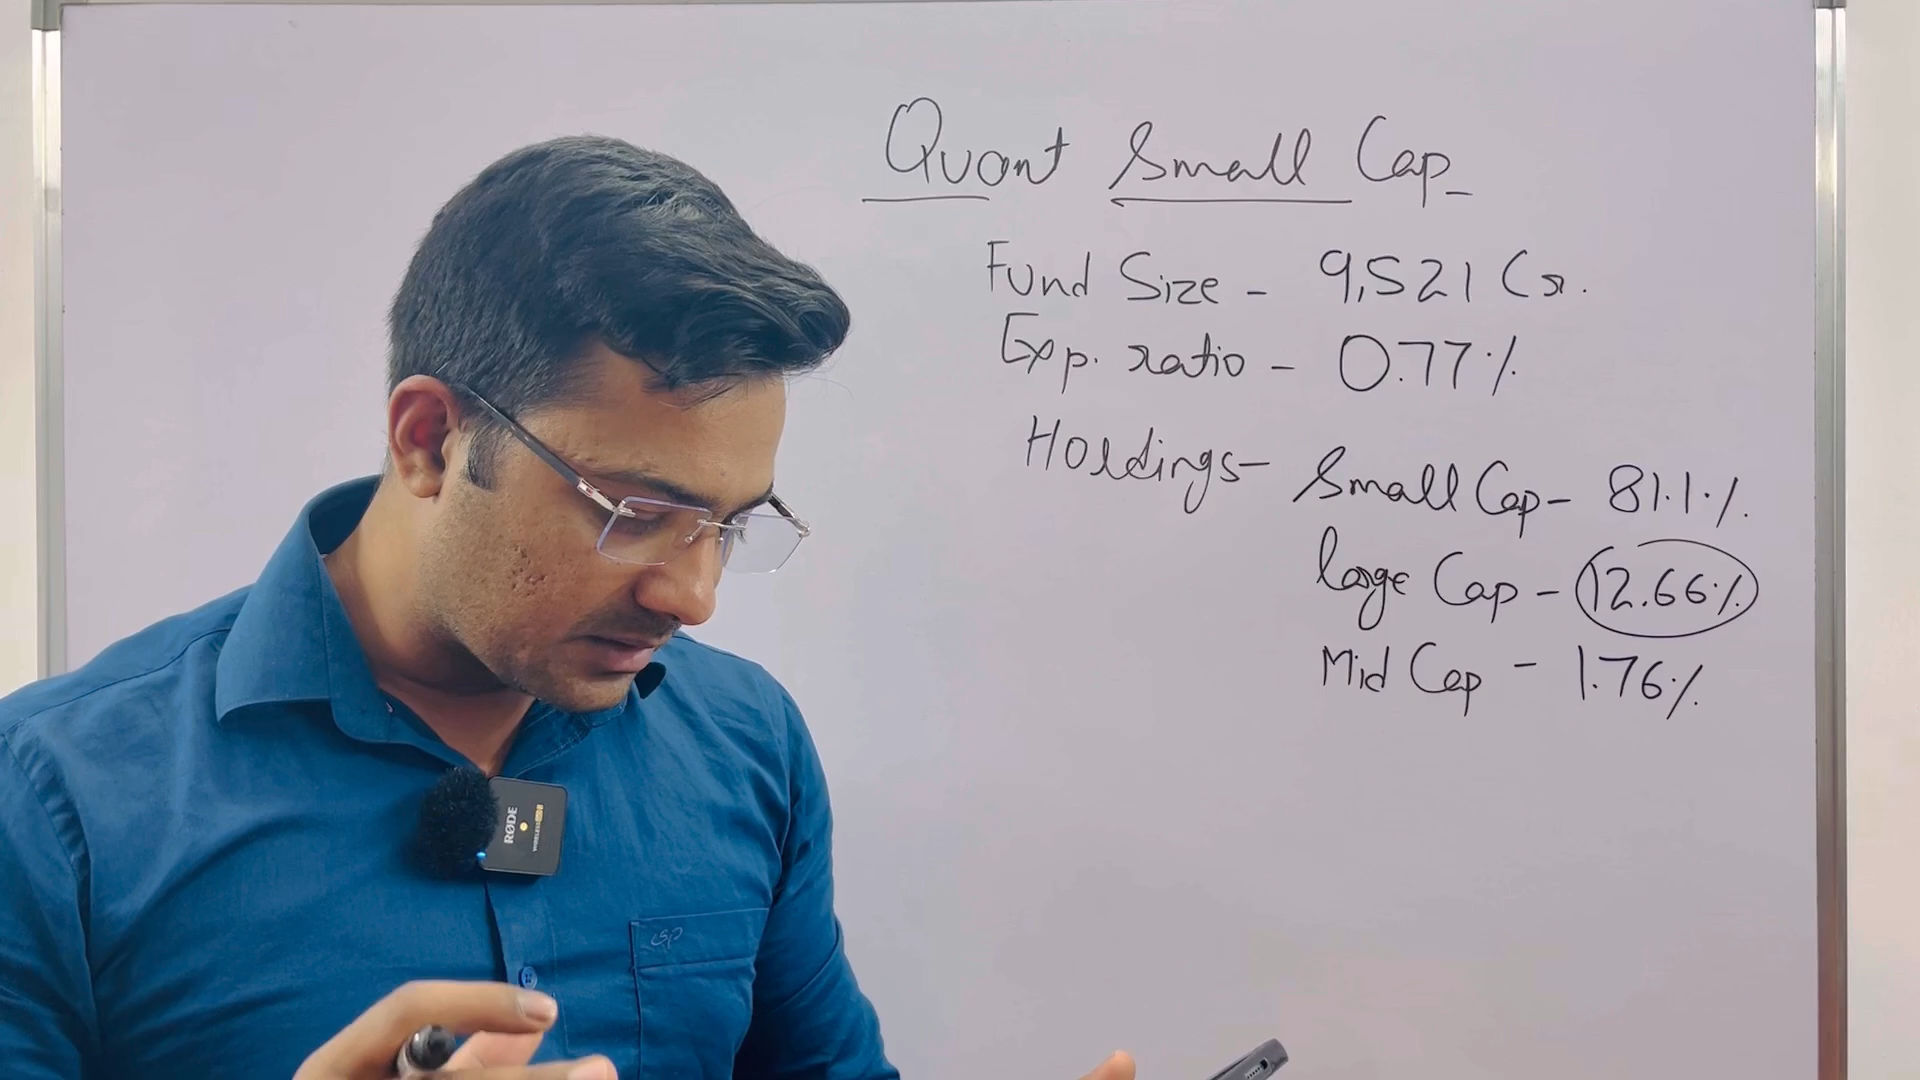 Quant Small Cap
Fund Size - 9,521 Cr.
Exp. ratio - 0.77%
Holdings- Small Cap- 81.1%.
large Cap - 12.66%
Mid Cap - 1.76%
RØDE